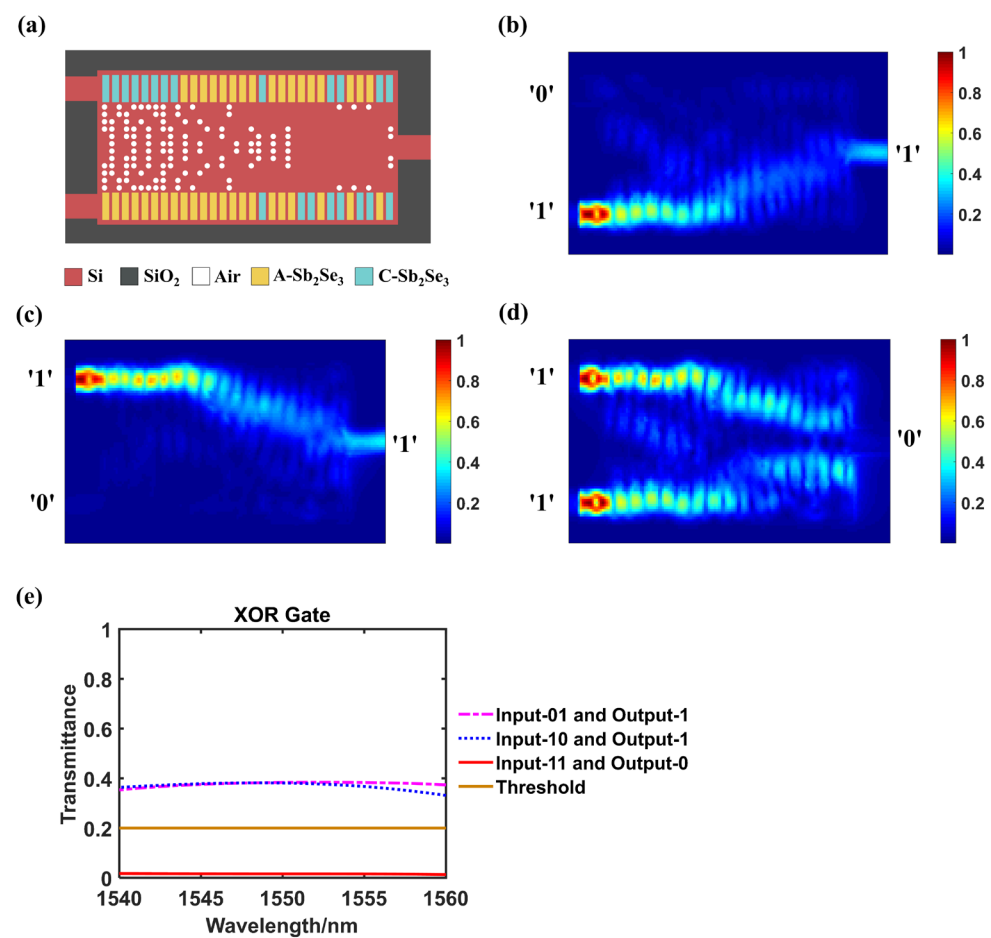 (a)
Si
SiO₂
Air
A-Sb₂Se₃
C-Sb₂Se₃
(b)
'0'
'1'
'1'
1
0.8
0.6
0.4
0.2
(c)
'1'
'0'
'1'
1
0.8
0.6
0.4
0.2
(d)
'1'
'1'
'0'
1
0.8
0.6
0.4
0.2
(e)
XOR Gate
Transmittance
1
0.8
0.6
0.4
0.2
0
1540
1545
1550
1555
1560
Wavelength/nm
Input-01 and Output-1
Input-10 and Output-1
Input-11 and Output-0
Threshold